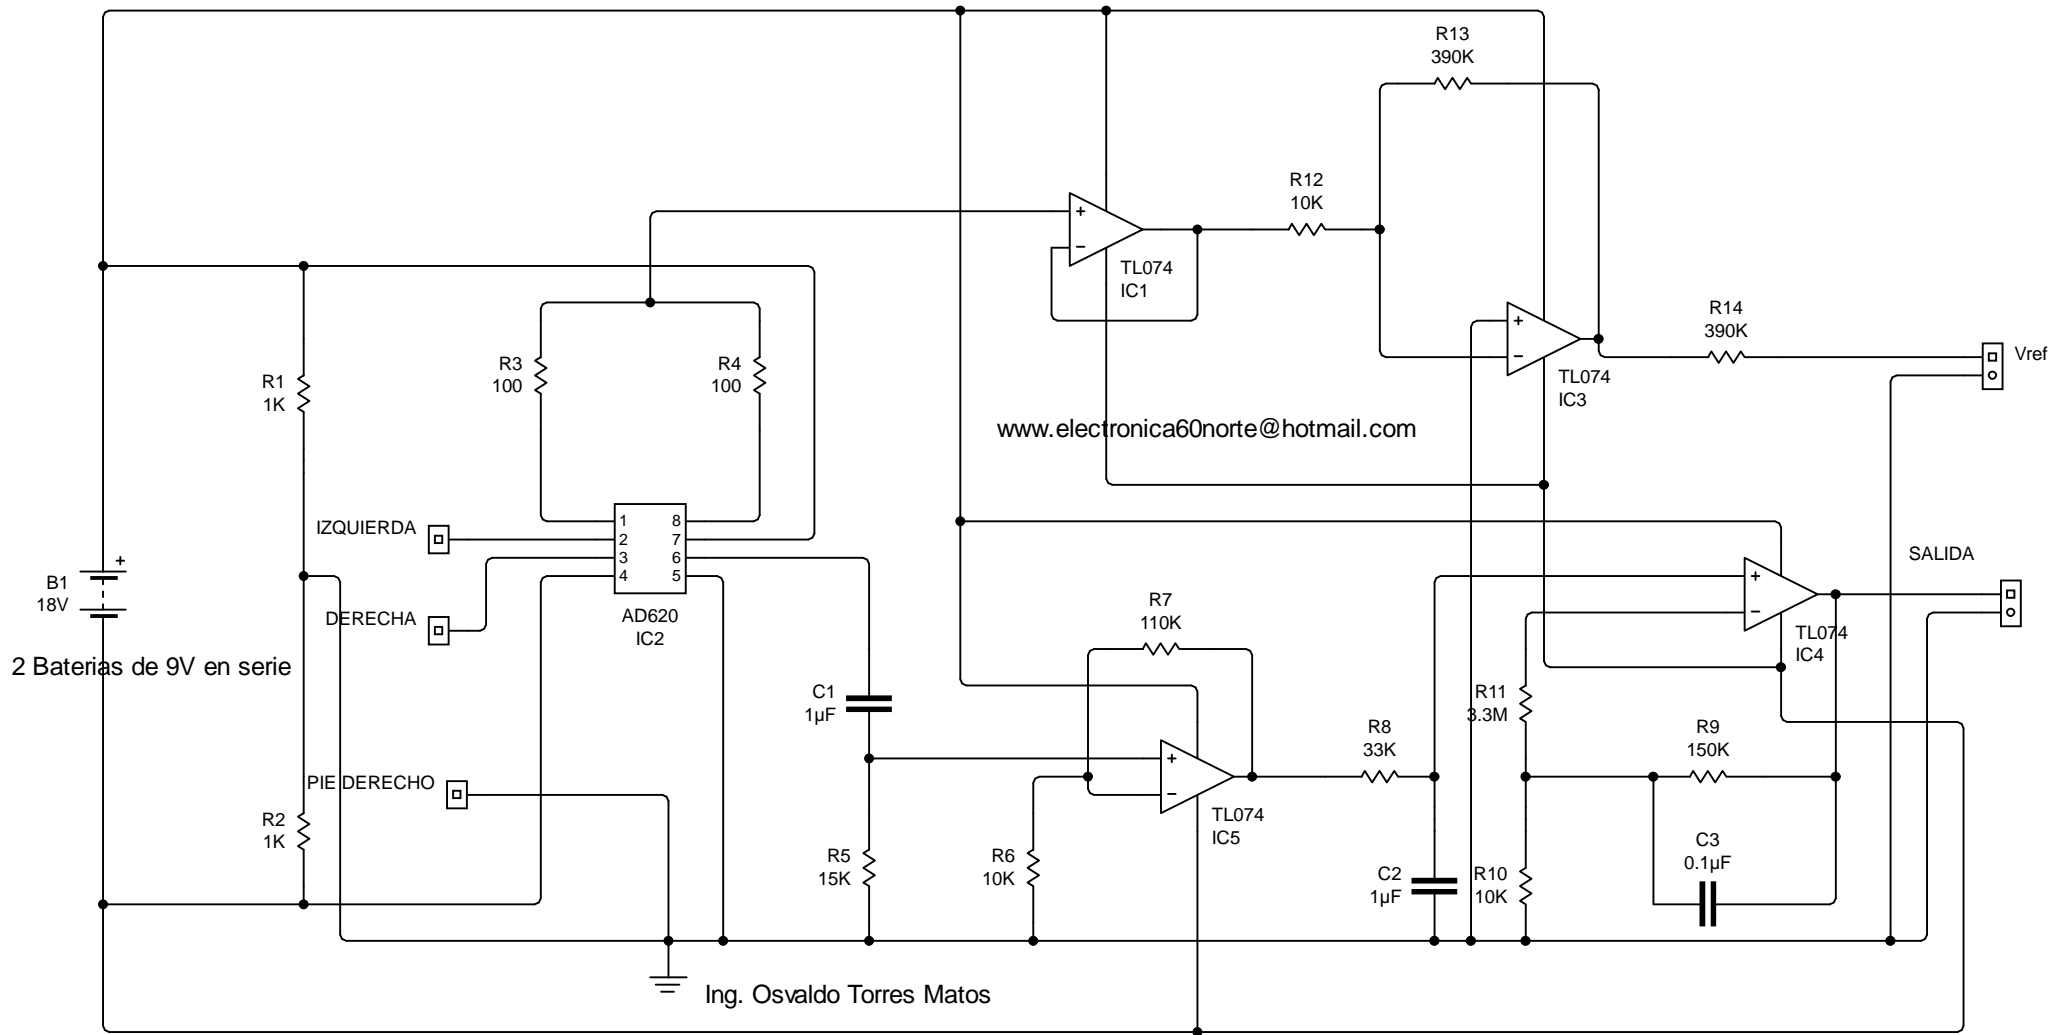 R13
390K
R12
10K
+
−
TL074
IC1
R14
390K
+
−
TL074
IC3
Vref
R3
100
R4
100
R1
1K
www.electronica60norte@hotmail.com
IZQUIERDA
1 8
2 7
3 6
4 5
DERECHA
AD620
IC2
SALIDA
B1
18V
+
2 Baterias de 9V en serie
+
−
TL074
IC4
R7
110K
C1
1µF
R11
3.3M
R8
33K
R9
150K
+
−
TL074
IC5
PIE DERECHO
R2
1K
R5
15K
R6
10K
C2
1µF
R10
10K
C3
0.1µF
Ing. Osvaldo Torres Matos